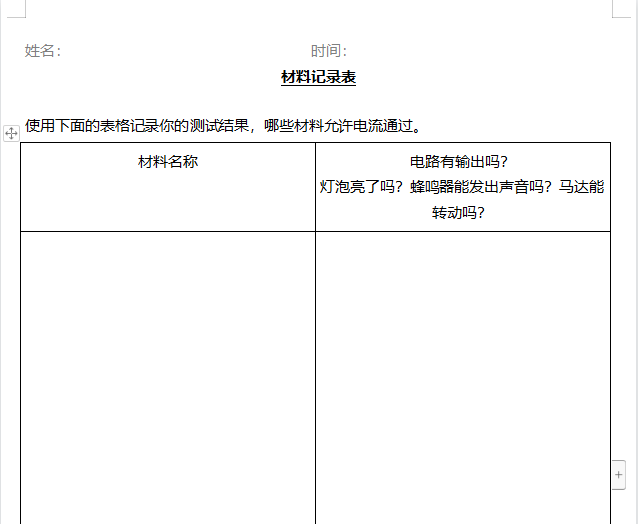 姓名： 时间：
材料记录表
使用下面的表格记录你的测试结果，哪些材料允许电流通过。
材料名称
电路有输出吗？
灯泡亮了吗？蜂鸣器能发出声音吗？马达能
转动吗？